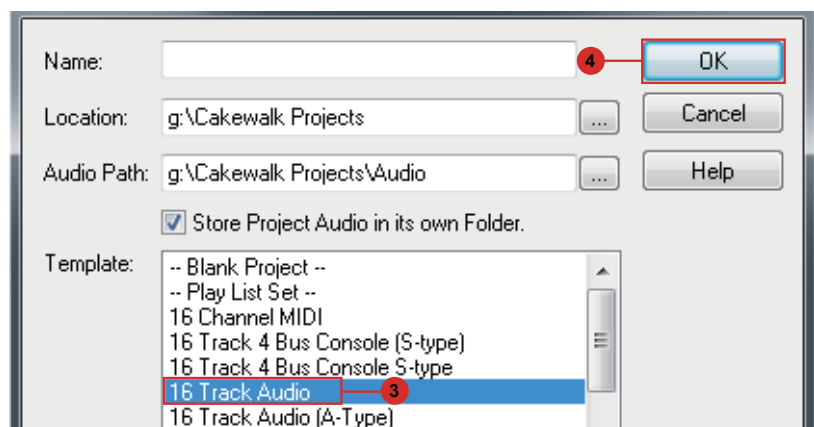 Name:
4
OK
Location:
g:\Cakewalk Projects
...
Cancel
Audio Path:
g:\Cakewalk Projects\Audio
...
Help
Store Project Audio in its own Folder.
Template:
-- Blank Project --
-- Play List Set --
16 Channel MIDI
16 Track 4 Bus Console (S-type)
16 Track 4 Bus Console S-type
16 Track Audio
3
16 Track Audio (A-Type)